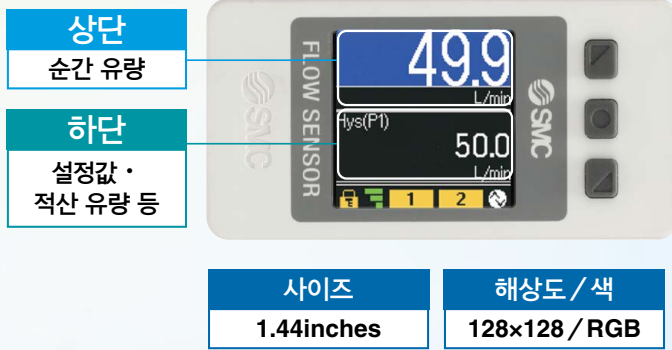 상단
순간 유량
하단
설정값・
적산 유량 등
FLOW SENSOR
SMC
49.9
L/min
Hys(P1)
50.0
L/min
1 2
SMC
사이즈
1.44inches
해상도／색
128×128／RGB